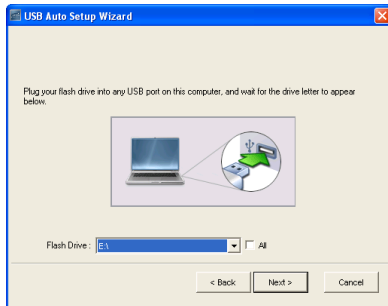 USB Auto Setup Wizard
Plug your flash drive into any USB port on this computer, and wait for the drive letter to appear
below.
Flash Drive : E:\ All
< Back Next > Cancel